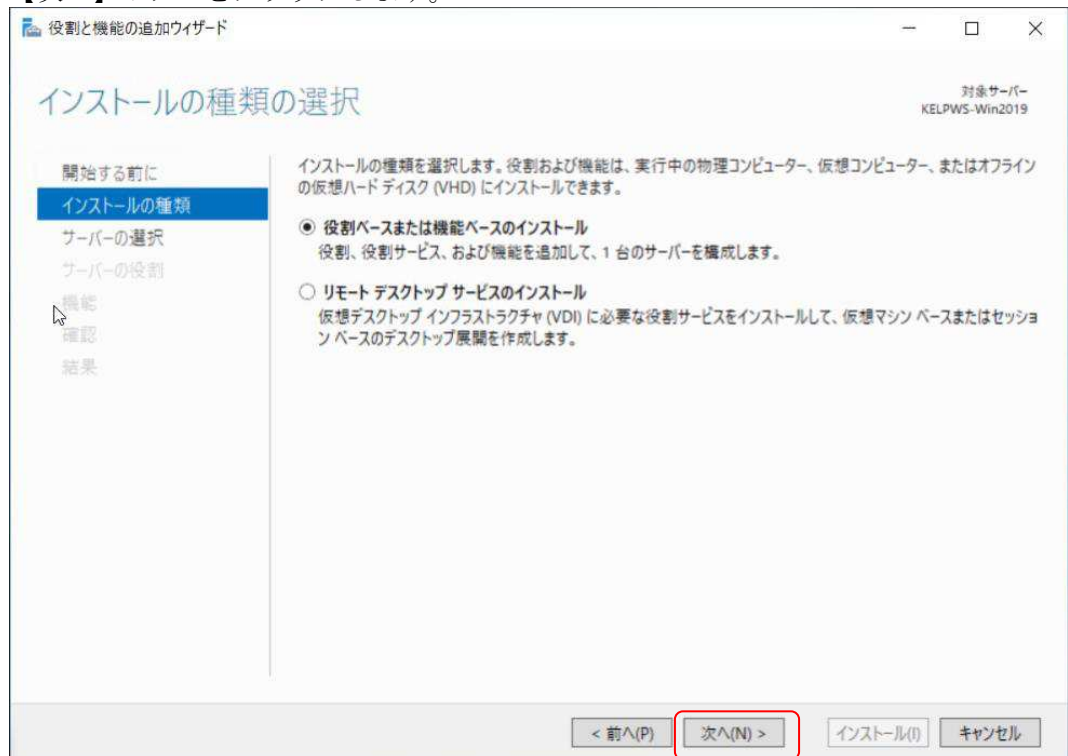 役割と機能の追加ウィザード
インストールの種類の選択
対象サーバー
KELPWS-Win2019
開始する前に
インストールの種類
サーバーの選択
サーバーの役割
機能
確認
結果
インストールの種類を選択します。役割および機能は、実行中の物理コンピューター、仮想コンピューター、またはオフライン
の仮想ハード ディスク (VHD) にインストールできます。
役割ベースまたは機能ベースのインストール
役割、役割サービス、および機能を追加して、1 台のサーバーを構成します。
リモート デスクトップ サービスのインストール
仮想デスクトップ インフラストラクチャ (VDI) に必要な役割サービスをインストールして、仮想マシン ベースまたはセッショ
ン ベースのデスクトップ展開を作成します。
< 前へ(P) 次へ(N) > インストール(I) キャンセル